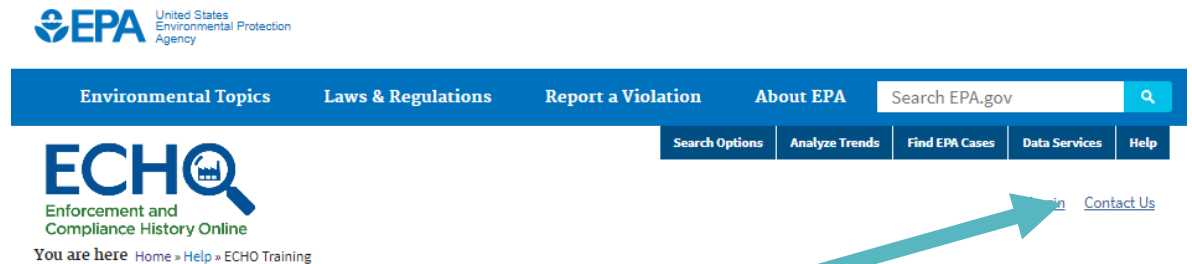 EPA United States
Environmental Protection
Agency
Environmental Topics Laws & Regulations Report a Violation About EPA Search EPA.gov
Search Options Analyze Trends Find EPA Cases Data Services Help
ECHO
Enforcement and
Compliance History Online
Contact Us
You are here Home » Help » ECHO Training